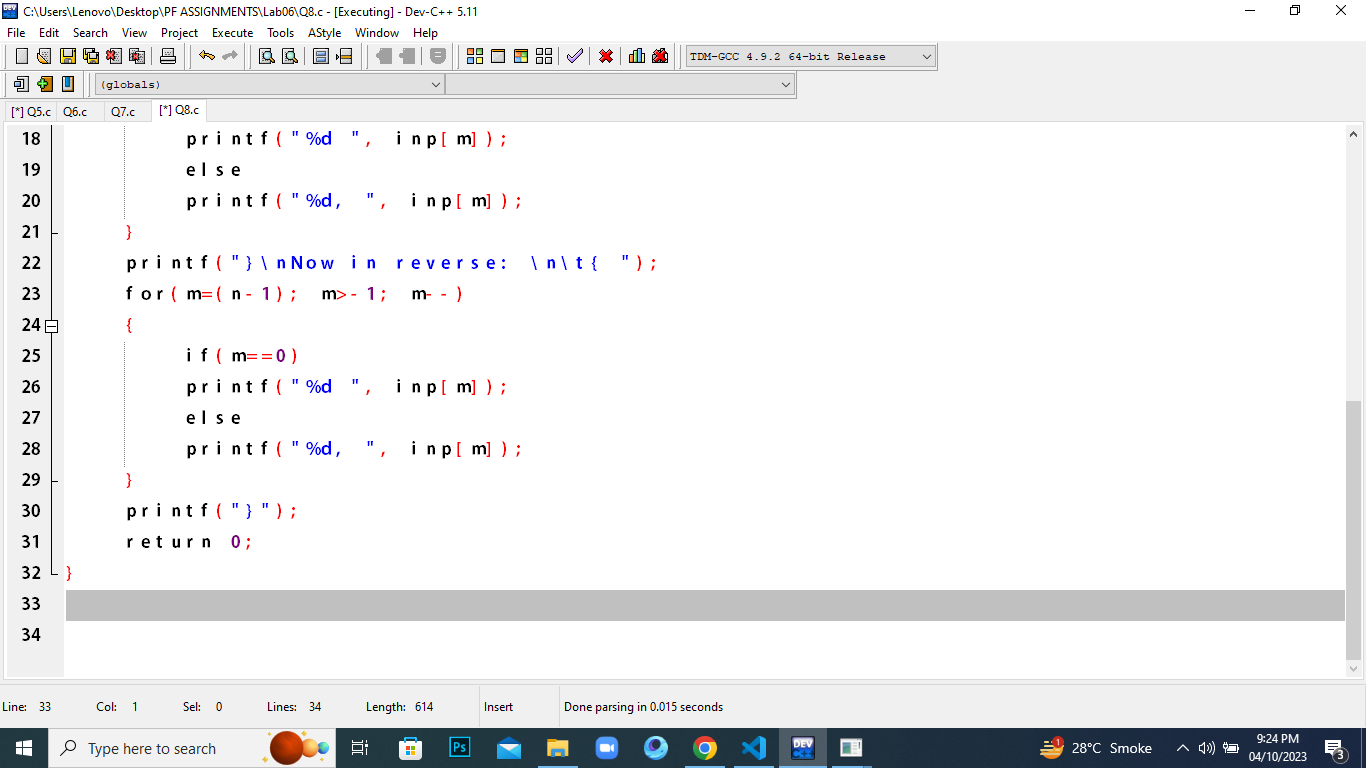 C:\Users\Lenovo\Desktop\PF ASSIGNMENTS\Lab06\Q8.c - [Executing] - Dev-C++ 5.11
File Edit Search View Project Execute Tools AStyle Window Help
TDM-GCC 4.9.2 64-bit Release
(globals)
[*] Q5.c Q6.c Q7.c [*] Q8.c
18 printf("%d ", inp[m]);
19 else
20 printf("%d, ", inp[m]);
21 }
22 printf("}\nNow in reverse: \n\t{ ");
23 for(m=(n-1); m>-1; m--)
24 {
25 if(m==0)
26 printf("%d ", inp[m]);
27 else
28 printf("%d, ", inp[m]);
29 }
30 printf("}");
31 return 0;
32 }
33
34
Line: 33 Col: 1 Sel: 0 Lines: 34 Length: 614 Insert Done parsing in 0.015 seconds
Type here to search Ps DEV 1 28°C Smoke 9:24 PM
04/10/2023 3